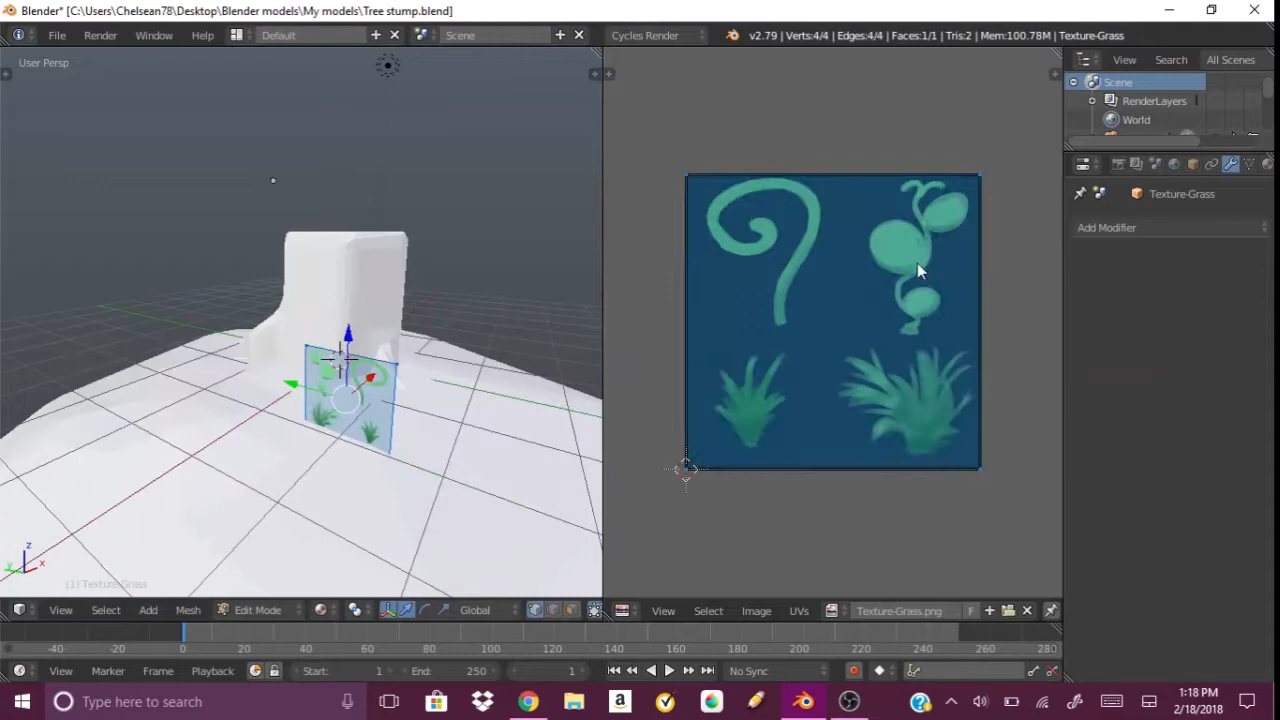 Blender* [C:\Users\Chelsean78\Desktop\Blender models\My models\Tree stump.blend]
File Render Window Help Default Scene Cycles Render v2.79 | Verts:4/4 | Edges:4/4 | Faces:1/1 | Tris:2 | Mem:100.78M | Texture-Grass
User Persp
View Search All Scenes
Scene
RenderLayers
World
Texture-Grass
Add Modifier
z
y x
(1) Texture-Grass
View Select Add Mesh Edit Mode Global
View Select Image UVs Texture-Grass.png F
-40 -20 0 20 40 60 80 100 120 140 160 180 200 220 240 260 280
View Marker Frame Playback Start: 1 End: 250 1 No Sync
Type here to search
1:18 PM
2/18/2018